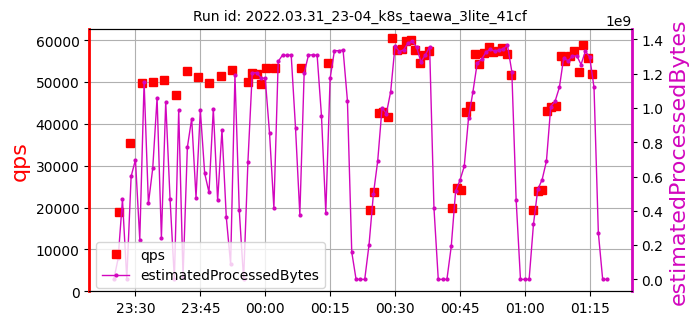 Run id: 2022.03.31_23-04_k8s_taewa_3lite_41cf
1e9
60000
50000
40000
30000
20000
10000
0
qps
1.4
1.2
1.0
0.8
0.6
0.4
0.2
0.0
estimatedProcessedBytes
qps
estimatedProcessedBytes
23:30 23:45 00:00 00:15 00:30 00:45 01:00 01:15